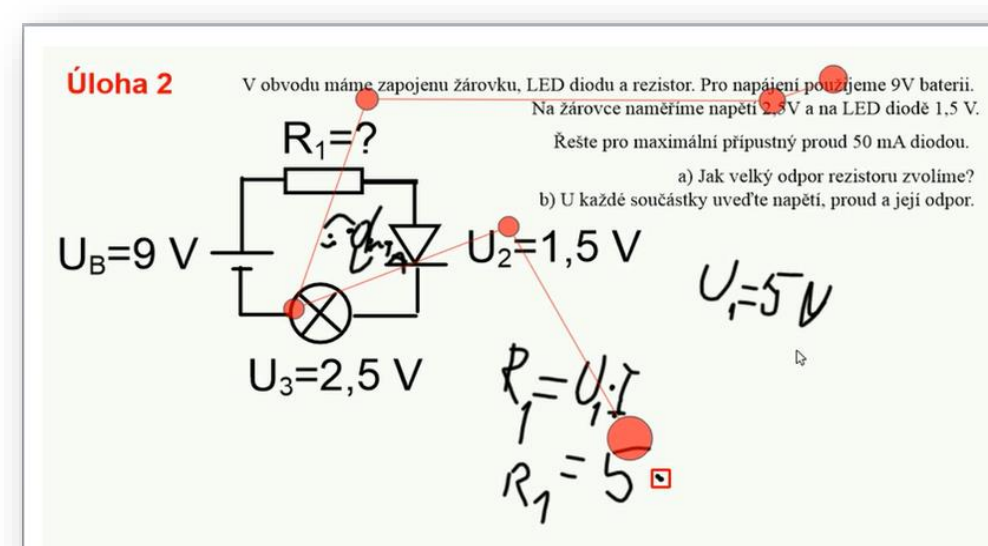 Úloha 2
V obvodu máme zapojenu žárovku, LED diodu a rezistor. Pro napájení použijeme 9V baterii.
Na žárovce naměříme napětí 2,5V a na LED diodě 1,5 V.
Řešte pro maximální přípustný proud 50 mA diodou.
a) Jak velký odpor rezistoru zvolíme?
b) U každé součástky uveďte napětí, proud a její odpor.
R₁=?
U_B=9 V
U₂=1,5 V
U₁=5V
U₃=2,5 V
R₁=U₁·I
R₁=5·